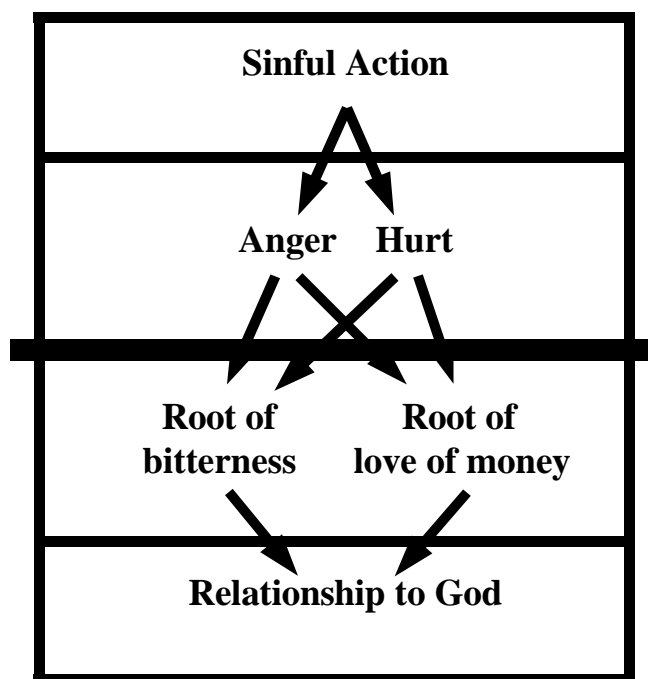 Sinful Action
Anger Hurt
Root of Root of
bitterness love of money
Relationship to God